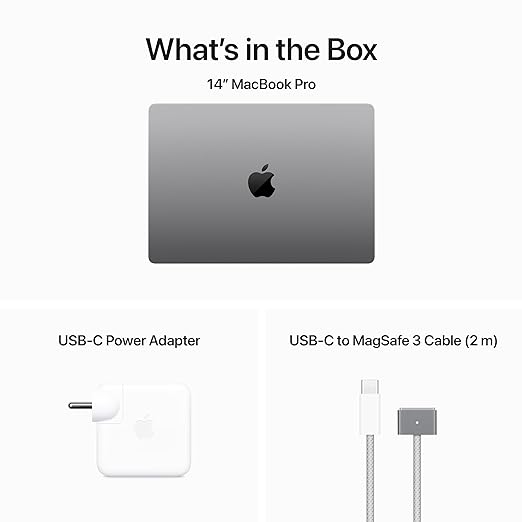 What’s in the Box
14” MacBook Pro
USB-C Power Adapter
USB-C to MagSafe 3 Cable (2 m)